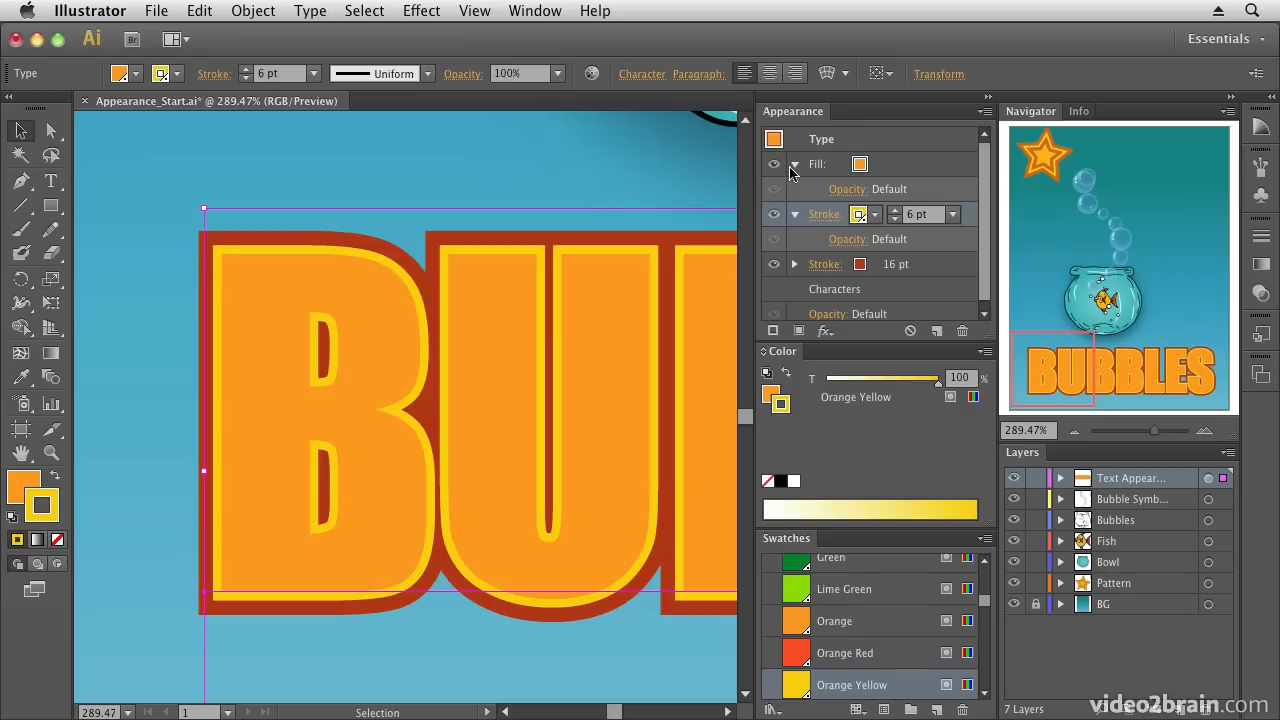 Illustrator File Edit Object Type Select Effect View Window Help
Ai Br Essentials
Type Stroke: 6 pt Uniform Opacity: 100% Character Paragraph: Transform
Appearance_Start.ai* @ 289.47% (RGB/Preview)
BU
289.47 1 Selection
Appearance
Type
Fill:
Opacity: Default
Stroke: 6 pt
Opacity: Default
Stroke: 16 pt
Characters
Opacity: Default
fx
Color
T 100 %
Orange Yellow
Swatches
Green
Lime Green
Orange
Orange Red
Orange Yellow
Navigator Info
BUBBLES
289.47%
Layers
Text Appear...
Bubble Symb...
Bubbles
Fish
Bowl
Pattern
BG
7 Layers
video2brain.com